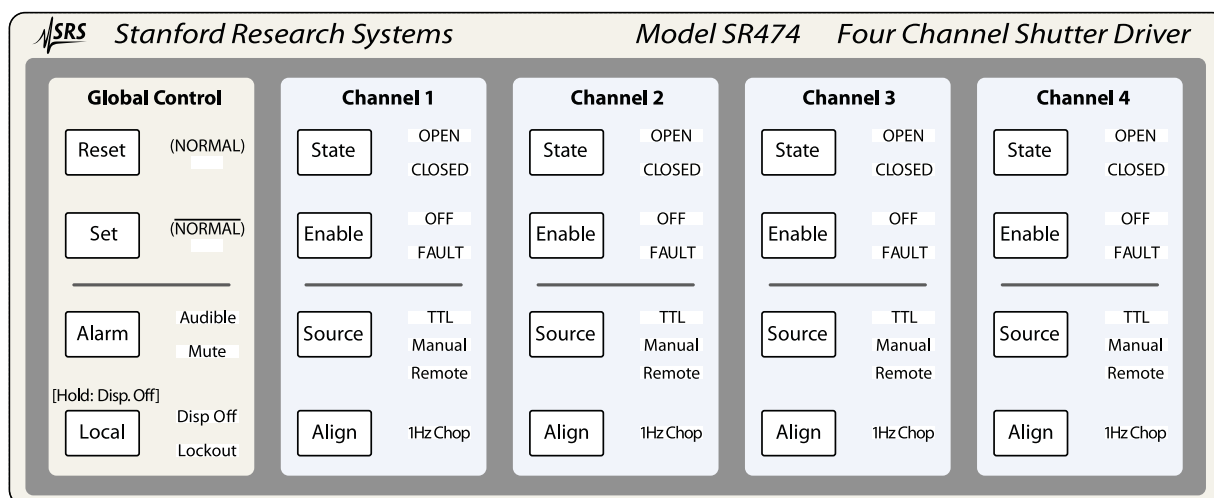 SRS Stanford Research Systems Model SR474 Four Channel Shutter Driver
Global Control
Reset (NORMAL)
Set (NORMAL)
Alarm Audible
Mute
[Hold: Disp. Off]
Local Disp Off
Lockout
Channel 1
State OPEN
CLOSED
Enable OFF
FAULT
Source TTL
Manual
Remote
Align 1Hz Chop
Channel 2
State OPEN
CLOSED
Enable OFF
FAULT
Source TTL
Manual
Remote
Align 1Hz Chop
Channel 3
State OPEN
CLOSED
Enable OFF
FAULT
Source TTL
Manual
Remote
Align 1Hz Chop
Channel 4
State OPEN
CLOSED
Enable OFF
FAULT
Source TTL
Manual
Remote
Align 1Hz Chop